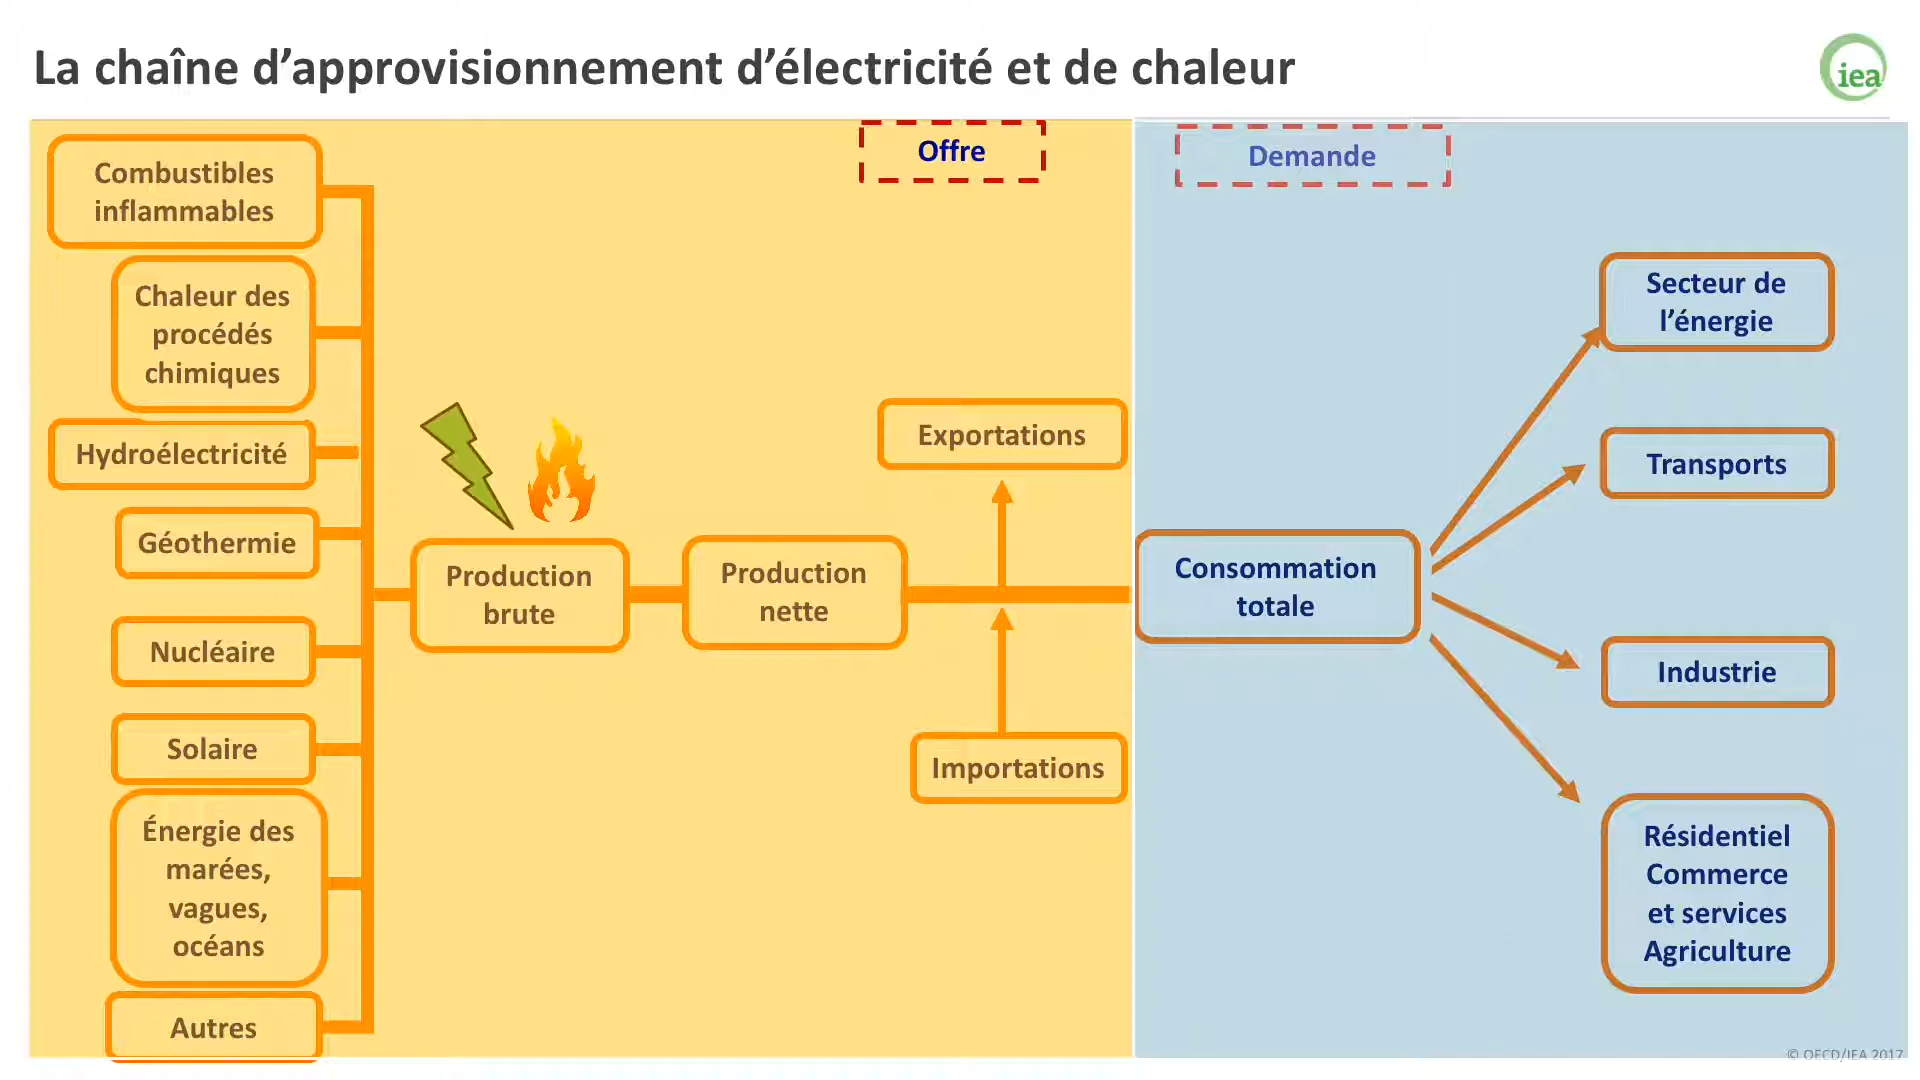 La chaîne d’approvisionnement d’électricité et de chaleur
iea
Offre
Demande
Combustibles
inflammables
Chaleur des
procédés
chimiques
Hydroélectricité
Géothermie
Nucléaire
Solaire
Énergie des
marées,
vagues,
océans
Autres
Production
brute
Production
nette
Exportations
Importations
Consommation
totale
Secteur de
l’énergie
Transports
Industrie
Résidentiel
Commerce
et services
Agriculture
© OECD/IEA 2017